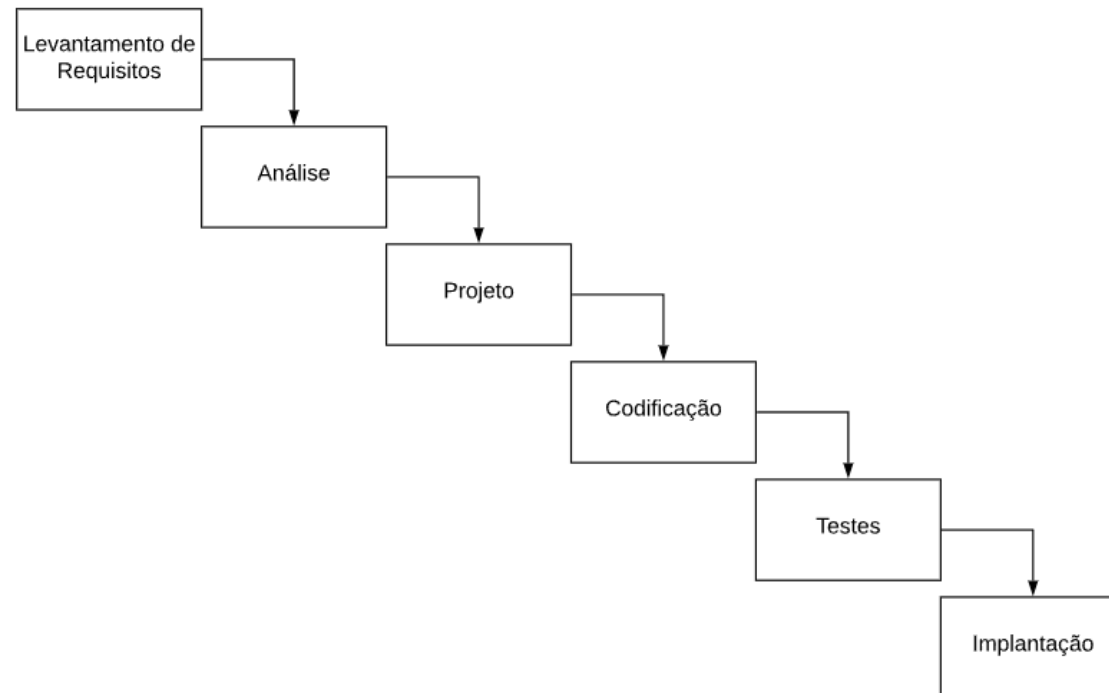 Levantamento de
Requisitos
Análise
Projeto
Codificação
Testes
Implantação